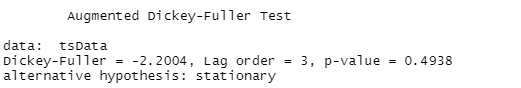 Augmented Dickey-Fuller Test
data:  tsData
Dickey-Fuller = -2.2004, Lag order = 3, p-value = 0.4938
alternative hypothesis: stationary